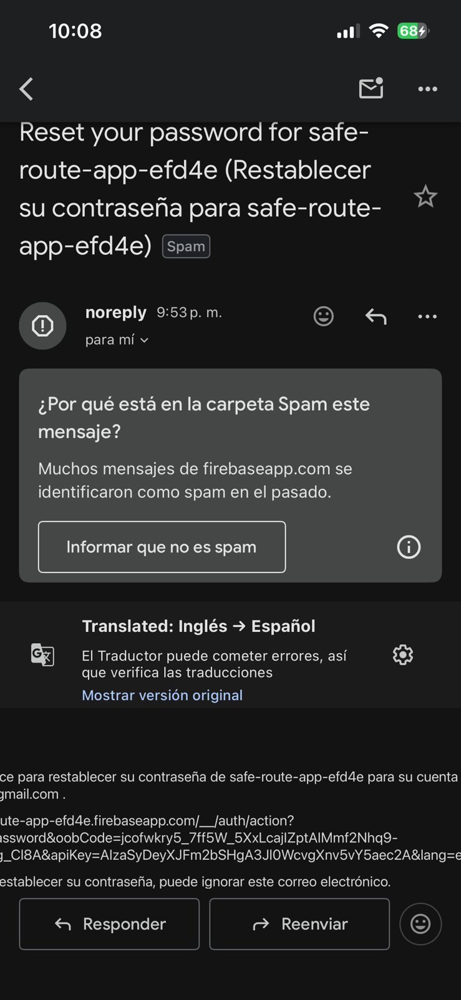 10:08
68
Reset your password for safe-
route-app-efd4e (Restablecer
su contraseña para safe-route-
app-efd4e) Spam
noreply 9:53 p. m.
para mí
¿Por qué está en la carpeta Spam este
mensaje?
Muchos mensajes de firebaseapp.com se
identificaron como spam en el pasado.
Informar que no es spam
Translated: Inglés → Español
El Traductor puede cometer errores, así
que verifica las traducciones
Mostrar versión original
ce para restablecer su contraseña de safe-route-app-efd4e para su cuenta
gmail.com .
ute-app-efd4e.firebaseapp.com/__/auth/action?
assword&oobCode=jcofwkry5_7ff5W_5XxLcajlZptAlMmf2Nhq9-
g_Cl8A&apiKey=AIzaSyDeyXJFm2bSHgA3Jl0WcvgXnv5vY5aec2A&lang=e
establecer su contraseña, puede ignorar este correo electrónico.
Responder
Reenviar